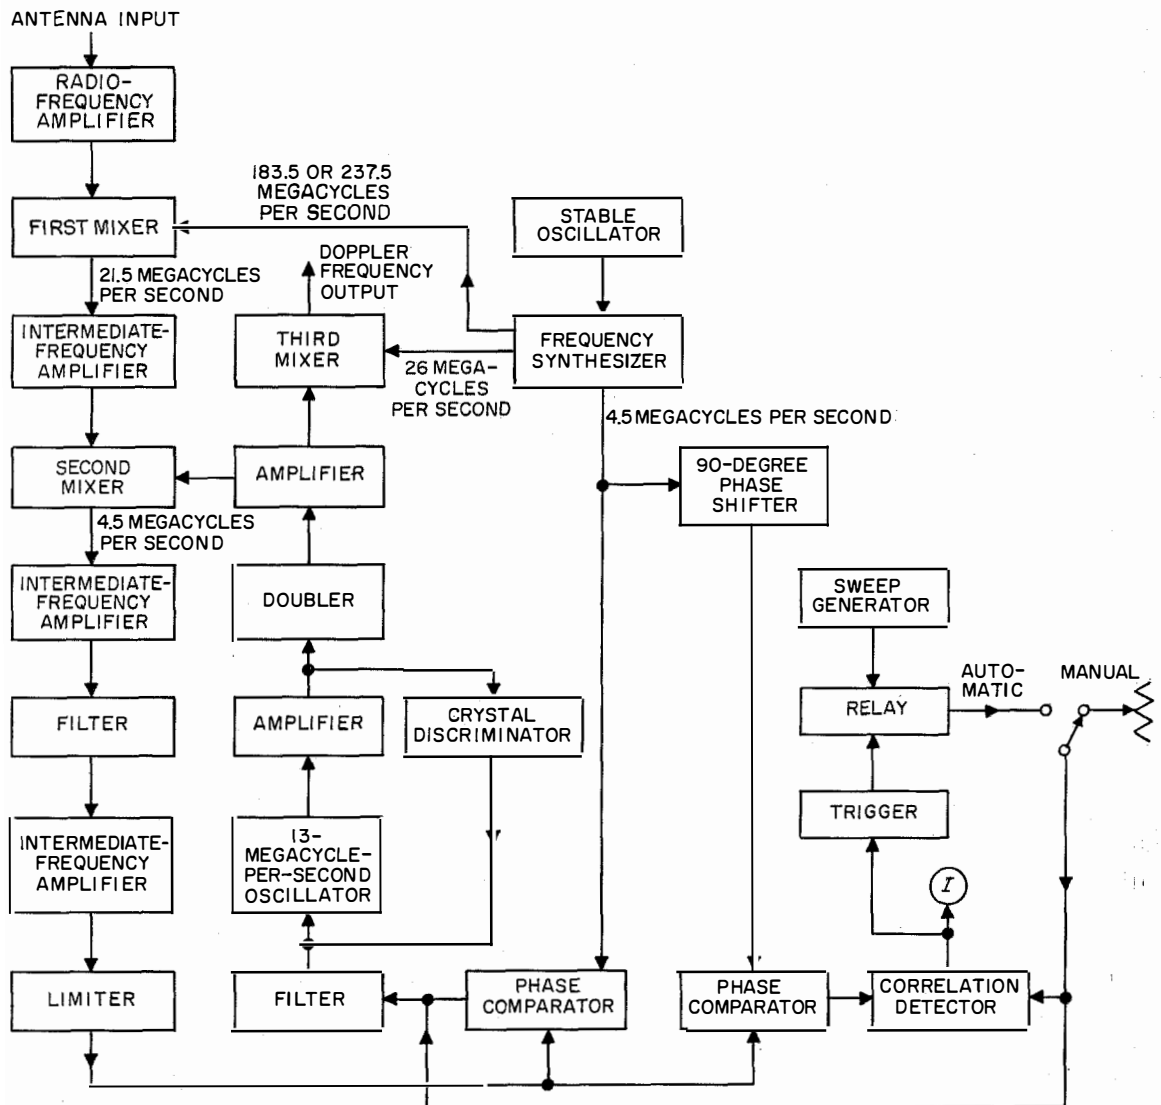 ANTENNA INPUT
RADIO-
FREQUENCY
AMPLIFIER
183.5 OR 237.5
MEGACYCLES
PER SECOND
FIRST MIXER
STABLE
OSCILLATOR
DOPPLER
FREQUENCY
OUTPUT
21.5 MEGACYCLES
PER SECOND
INTERMEDIATE-
FREQUENCY
AMPLIFIER
THIRD
MIXER
FREQUENCY
SYNTHESIZER
26 MEGA-
CYCLES
PER SECOND
4.5 MEGACYCLES PER SECOND
SECOND
MIXER
AMPLIFIER
90-DEGREE
PHASE
SHIFTER
4.5 MEGACYCLES
PER SECOND
INTERMEDIATE-
FREQUENCY
AMPLIFIER
DOUBLER
SWEEP
GENERATOR
AUTO-
MATIC
MANUAL
FILTER
AMPLIFIER
CRYSTAL
DISCRIMINATOR
RELAY
TRIGGER
INTERMEDIATE-
FREQUENCY
AMPLIFIER
13-
MEGACYCLE-
PER-SECOND
OSCILLATOR
I
LIMITER
FILTER
PHASE
COMPARATOR
PHASE
COMPARATOR
CORRELATION
DETECTOR